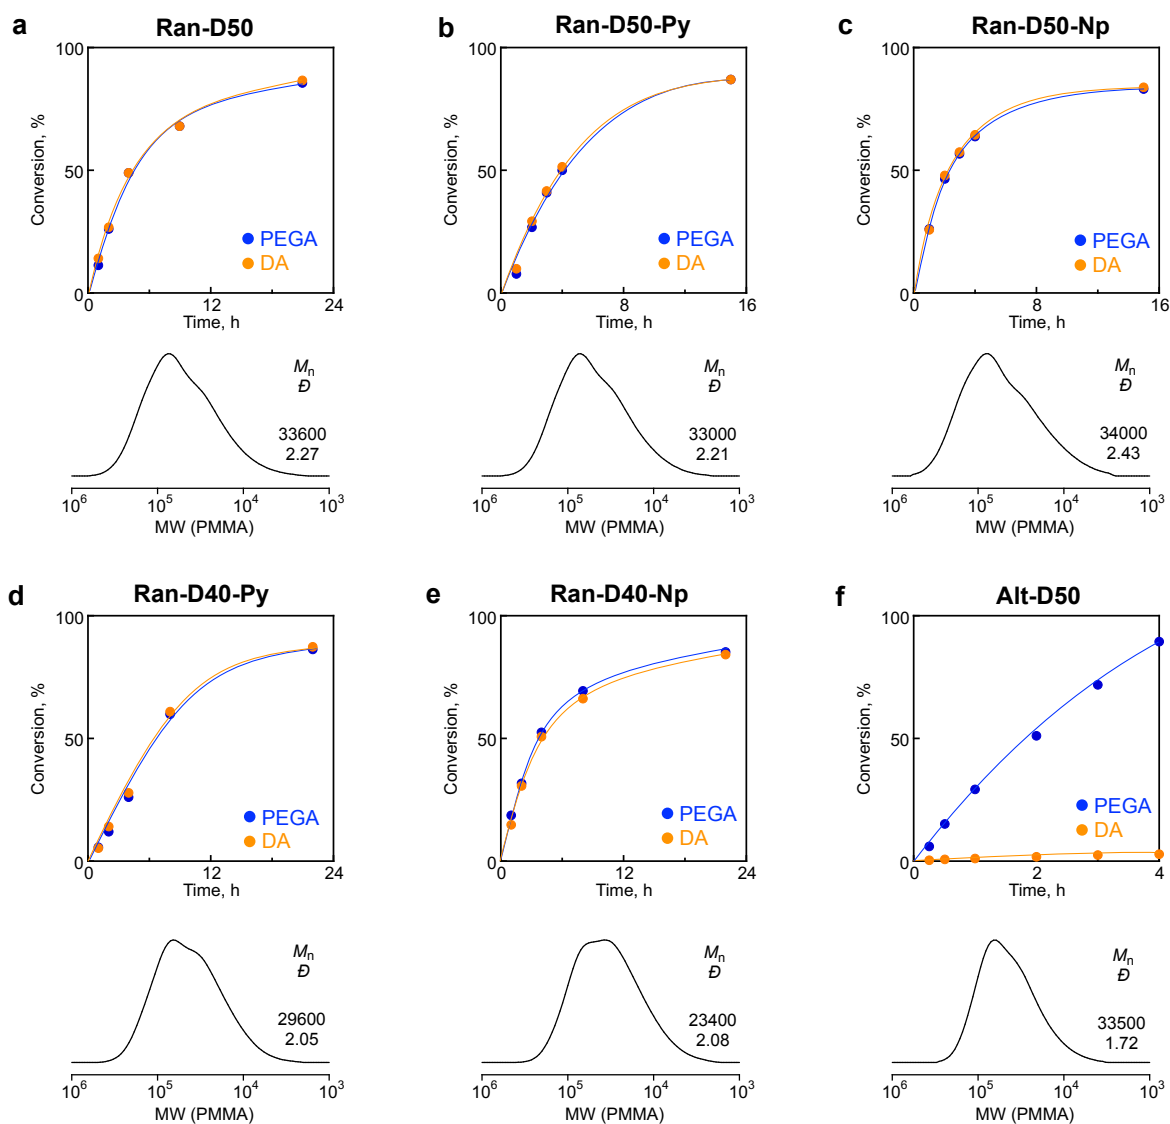 a
Ran-D50
100
50
0
Conversion, %
PEGA
DA
0
12
24
Time, h
Mn
Đ
33600
2.27
10^6
10^5
10^4
10^3
MW (PMMA)
b
Ran-D50-Py
100
50
0
Conversion, %
PEGA
DA
0
8
16
Time, h
Mn
Đ
33000
2.21
10^6
10^5
10^4
10^3
MW (PMMA)
c
Ran-D50-Np
100
50
0
Conversion, %
PEGA
DA
0
8
16
Time, h
Mn
Đ
34000
2.43
10^6
10^5
10^4
10^3
MW (PMMA)
d
Ran-D40-Py
100
50
0
Conversion, %
PEGA
DA
0
12
24
Time, h
Mn
Đ
29600
2.05
10^6
10^5
10^4
10^3
MW (PMMA)
e
Ran-D40-Np
100
50
0
Conversion, %
PEGA
DA
0
12
24
Time, h
Mn
Đ
23400
2.08
10^6
10^5
10^4
10^3
MW (PMMA)
f
Alt-D50
100
50
0
Conversion, %
PEGA
DA
0
2
4
Time, h
Mn
Đ
33500
1.72
10^6
10^5
10^4
10^3
MW (PMMA)